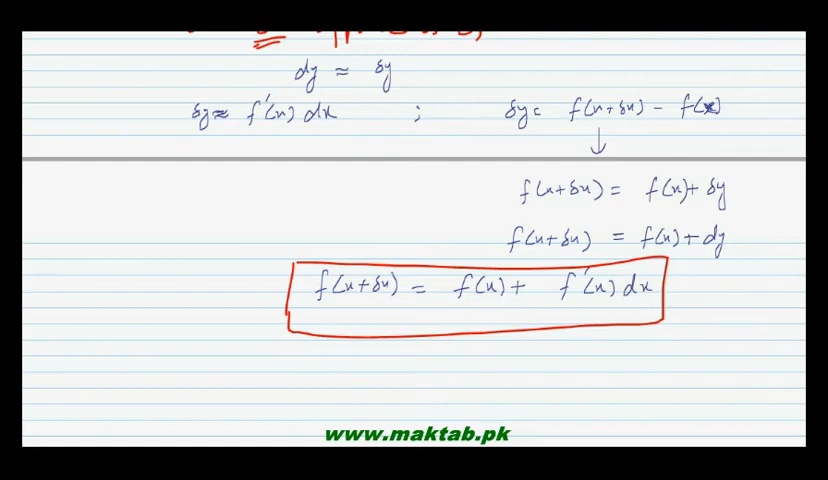 dy ≈ δy
δy ≈ f'(x) dx ; δy = f(x+δx) - f(x)
↓
f(x+δx) = f(x) + δy
f(x+δx) = f(x) + dy
f(x+δx) = f(x) + f'(x) dx
www.maktab.pk